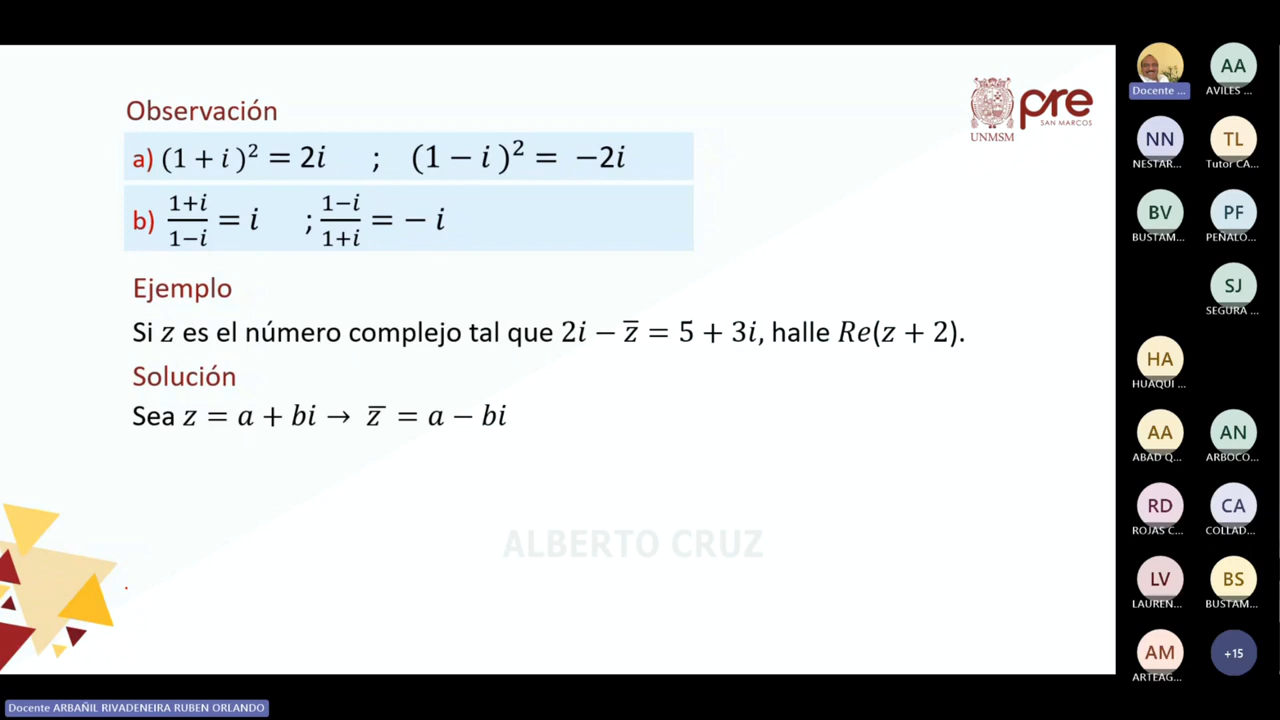 Observación
a) (1 + i )² = 2i ; (1 − i )² = −2i
b) 1+i/1−i = i ; 1−i/1+i = − i
Ejemplo
Si z es el número complejo tal que 2i − z̅ = 5 + 3i, halle Re(z + 2).
Solución
Sea z = a + bi → z̅ = a − bi
ALBERTO CRUZ
UNMSM
pre
SAN MARCOS
Docente ...
AA
AVILES ...
NN
NESTAR...
TL
Tutor CA...
BV
BUSTAM...
PF
PEÑALO...
SJ
SEGURA ...
HA
HUAQUI ...
AA
ABAD Q...
AN
ARBOCO...
RD
ROJAS C...
CA
COLLAD...
LV
LAUREN...
BS
BUSTAM...
AM
ARTEAG...
+15
Docente ARBAÑIL RIVADENEIRA RUBEN ORLANDO